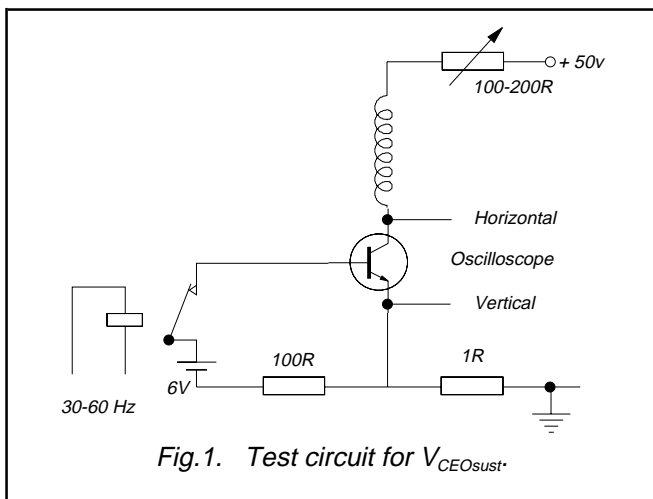 + 50v
100-200R
Horizontal
Oscilloscope
Vertical
100R
1R
6V
30-60 Hz
Fig.1. Test circuit for VCEOsust.